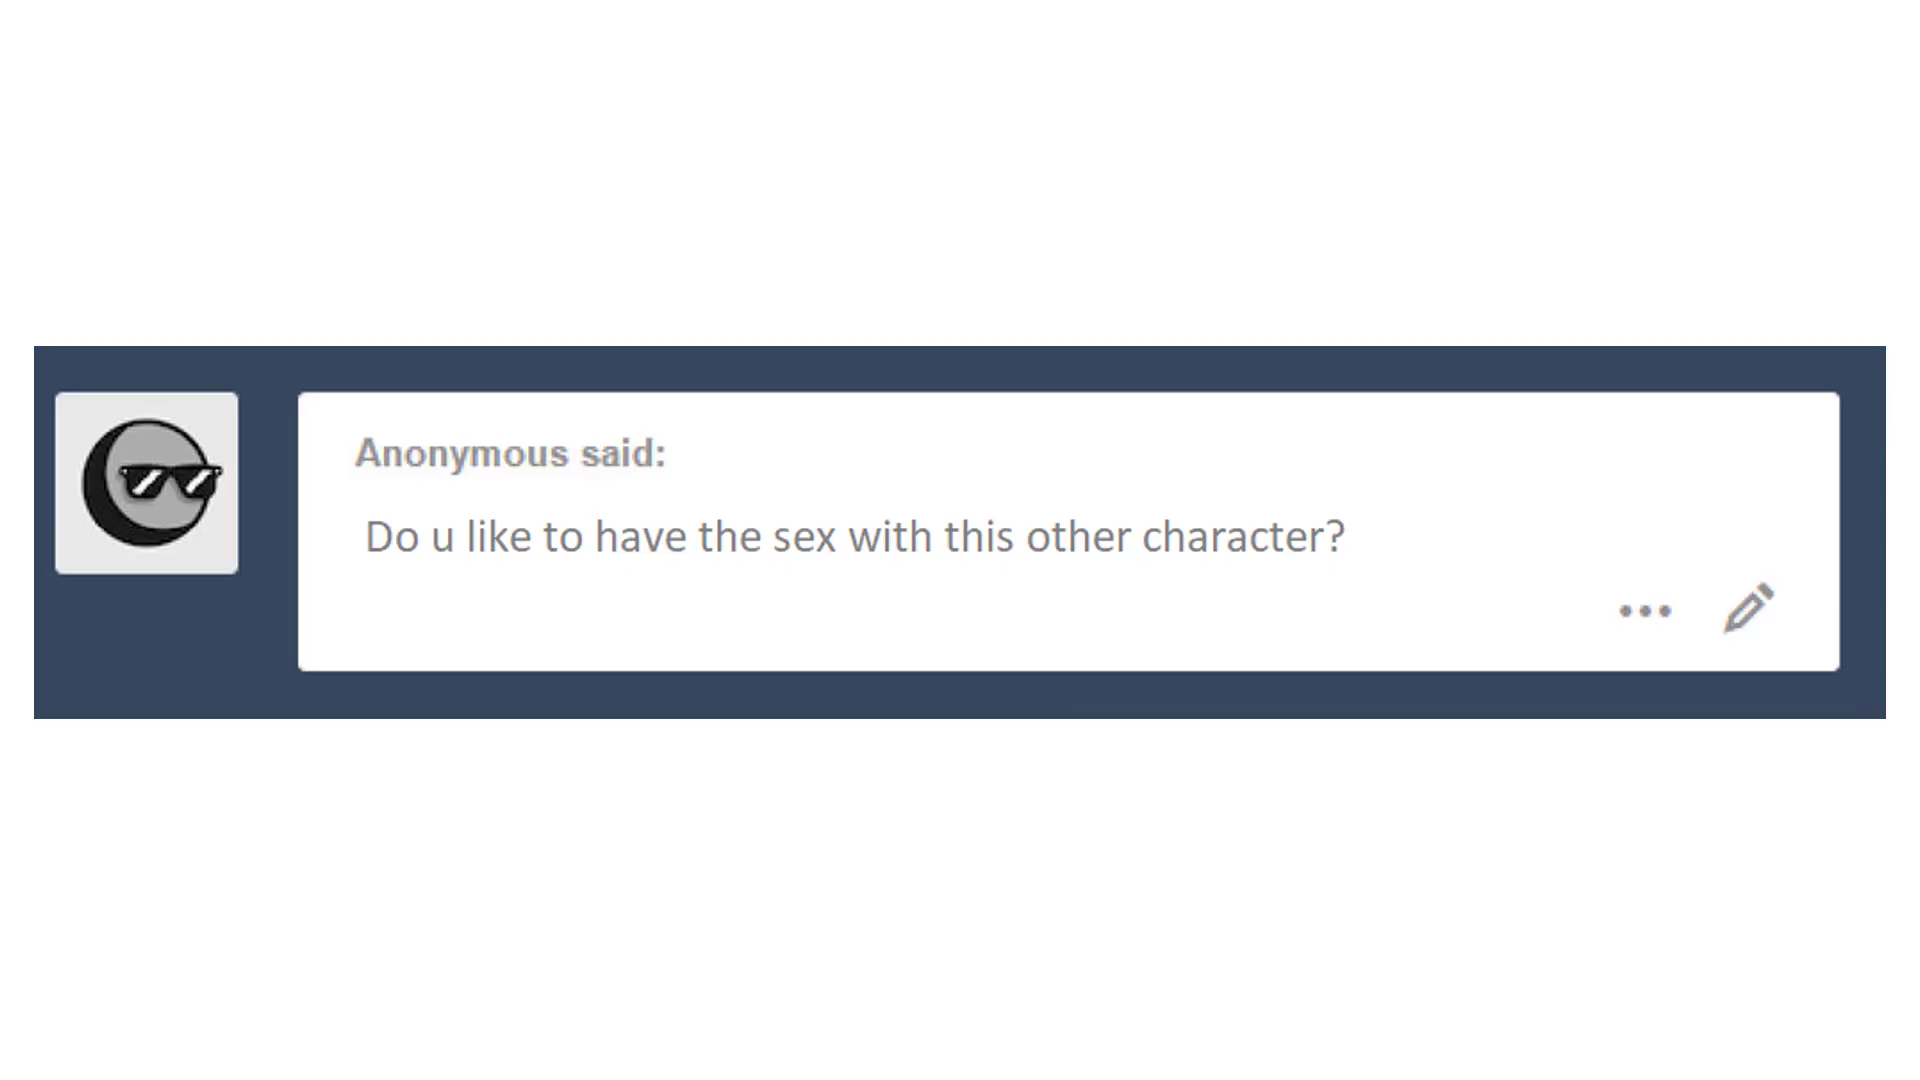 Anonymous said:
Do u like to have the sex with this other character?